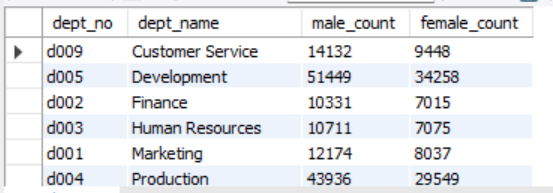 dept_no dept_name male_count female_count
d009 Customer Service 14132 9448
d005 Development 51449 34258
d002 Finance 10331 7015
d003 Human Resources 10711 7075
d001 Marketing 12174 8037
d004 Production 43936 29549